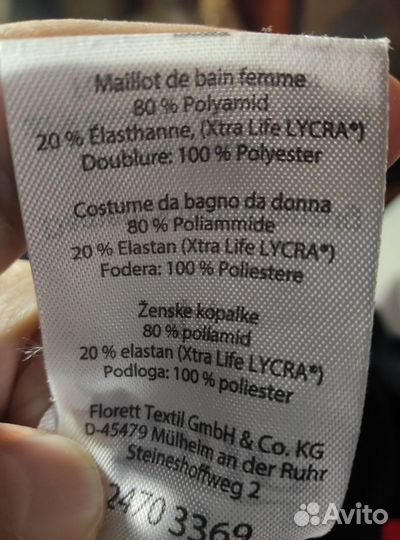 Maillot de bain femme
80 % Polyamid
20 % Élasthanne, (Xtra Life LYCRA®)
Doublure: 100 % Polyester
Costume da bagno da donna
80 % Poliammide
20 % Elastan (Xtra Life LYCRA®)
Fodera: 100 % Poliestere
Ženske kopalke
80 % poliamid
20 % elastan (Xtra Life LYCRA®)
Podloga: 100 % poliester
Florett Textil GmbH & Co. KG
D-45479 Mülheim an der Ruhr
Steineshoffweg 2
2470 3369
Avito